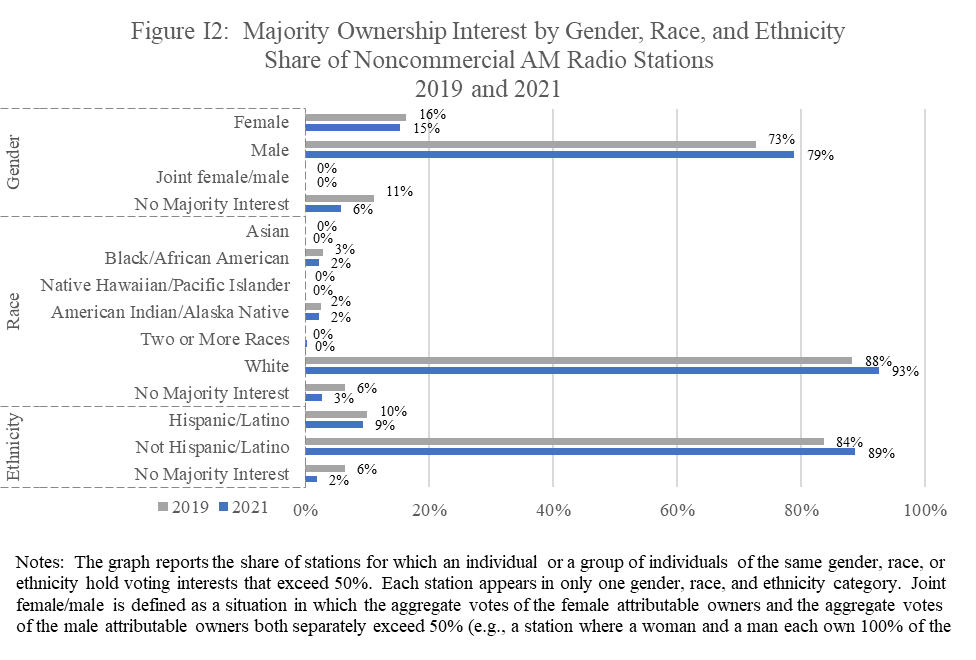 Figure I2:  Majority Ownership Interest by Gender, Race, and Ethnicity
Share of Noncommercial AM Radio Stations
2019 and 2021
Gender
Female
16%
15%
Male
73%
79%
Joint female/male
0%
0%
No Majority Interest
11%
6%
Race
Asian
0%
0%
Black/African American
3%
2%
Native Hawaiian/Pacific Islander
0%
0%
American Indian/Alaska Native
2%
2%
Two or More Races
0%
0%
White
88%
93%
No Majority Interest
6%
3%
Ethnicity
Hispanic/Latino
10%
9%
Not Hispanic/Latino
84%
89%
No Majority Interest
6%
2%
2019 2021
0% 20% 40% 60% 80% 100%
Notes:  The graph reports the share of stations for which an individual or a group of individuals of the same gender, race, or
ethnicity hold voting interests that exceed 50%.  Each station appears in only one gender, race, and ethnicity category.  Joint
female/male is defined as a situation in which the aggregate votes of the female attributable owners and the aggregate votes
of the male attributable owners both separately exceed 50% (e.g., a station where a woman and a man each own 100% of the